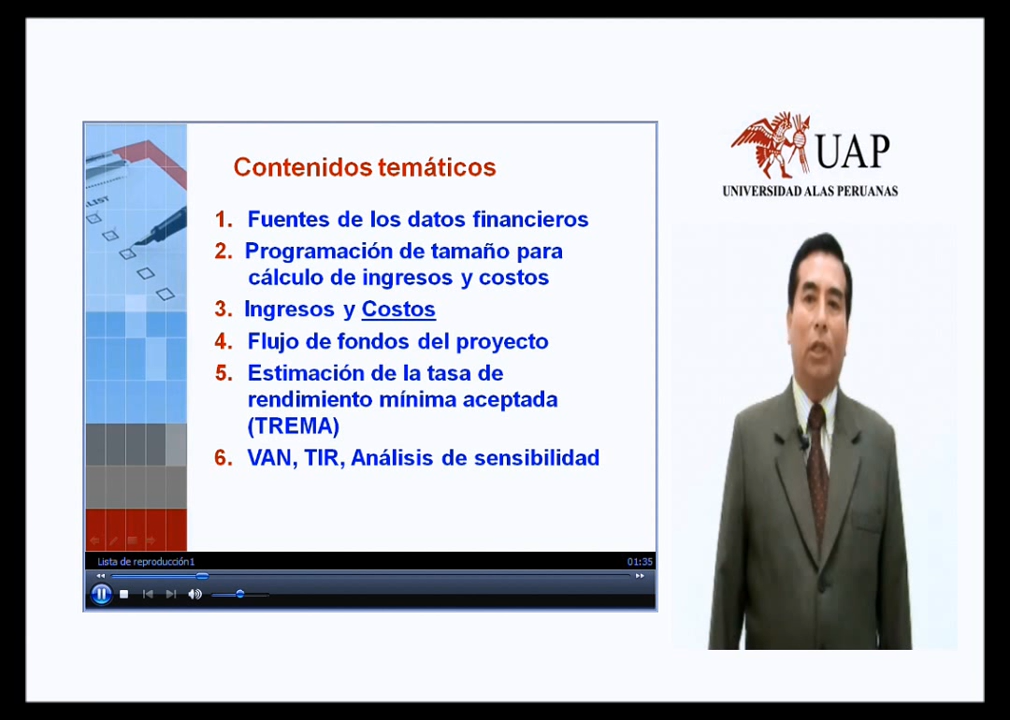 Contenidos temáticos
1. Fuentes de los datos financieros
2. Programación de tamaño para
cálculo de ingresos y costos
3. Ingresos y Costos
4. Flujo de fondos del proyecto
5. Estimación de la tasa de
rendimiento mínima aceptada
(TREMA)
6. VAN, TIR, Análisis de sensibilidad
Lista de reproducción1
01:35
UAP
UNIVERSIDAD ALAS PERUANAS
LIST